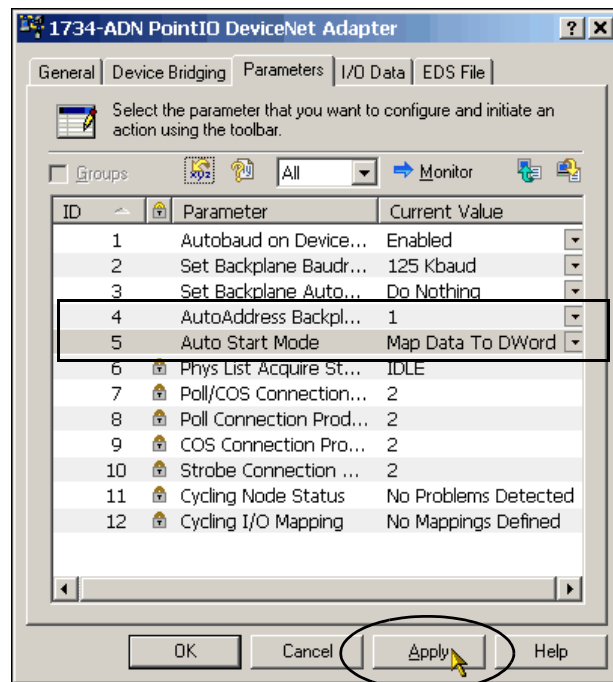 1734-ADN PointIO DeviceNet Adapter
General Device Bridging Parameters I/O Data EDS File
Select the parameter that you want to configure and initiate an
action using the toolbar.
Groups xyz All Monitor
ID Parameter Current Value
1 Autobaud on Device... Enabled
2 Set Backplane Baudr... 125 Kbaud
3 Set Backplane Auto... Do Nothing
4 AutoAddress Backpl... 1
5 Auto Start Mode Map Data To DWord
6 Phys List Acquire St... IDLE
7 Poll/COS Connection... 2
8 Poll Connection Prod... 2
9 COS Connection Pro... 2
10 Strobe Connection ... 2
11 Cycling Node Status No Problems Detected
12 Cycling I/O Mapping No Mappings Defined
OK Cancel Apply Help